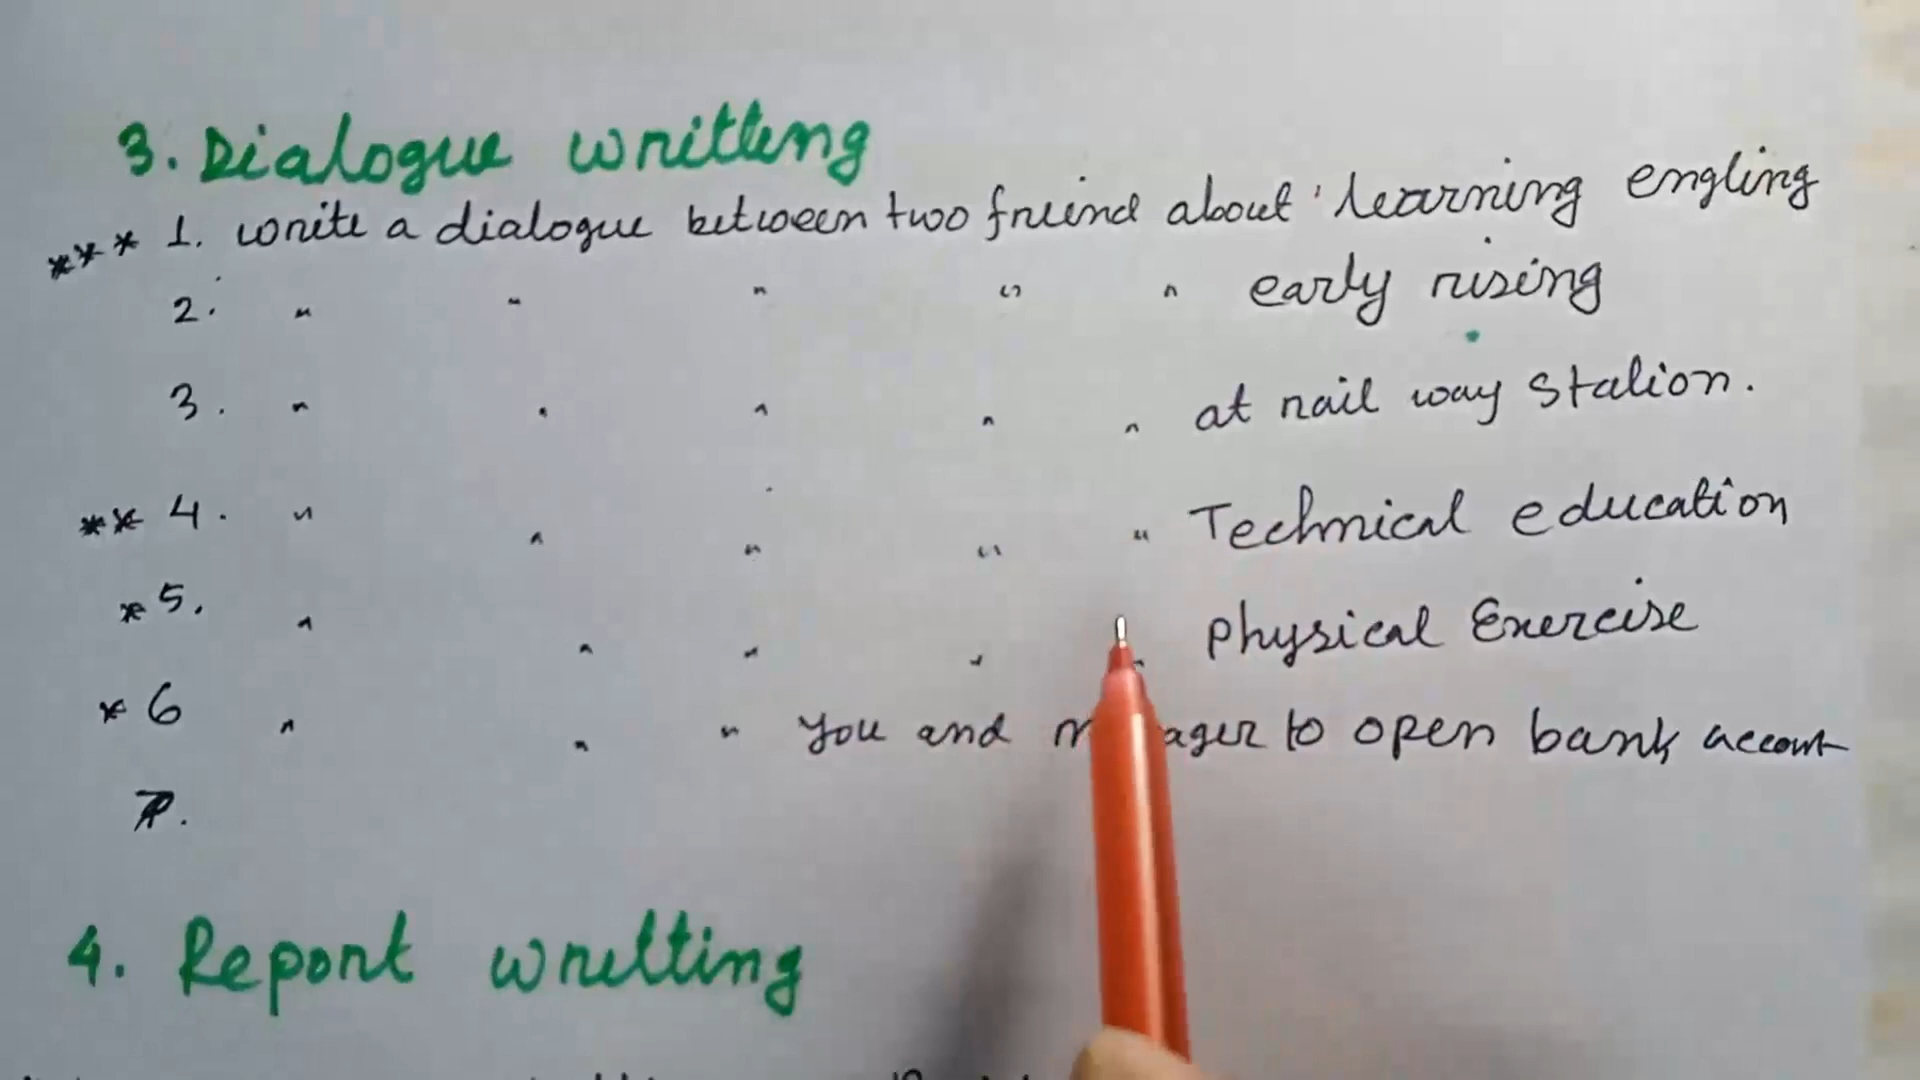 3. Dialogue writting
*** 1. write a dialogue between two friend about learning engling
2. " " " " " early rising
3. " " " " " at rail way station.
** 4. " " " " " Technical education
* 5. " " " " " physical Exercise
* 6 " " " you and to open bank account
7.
4. Report writting